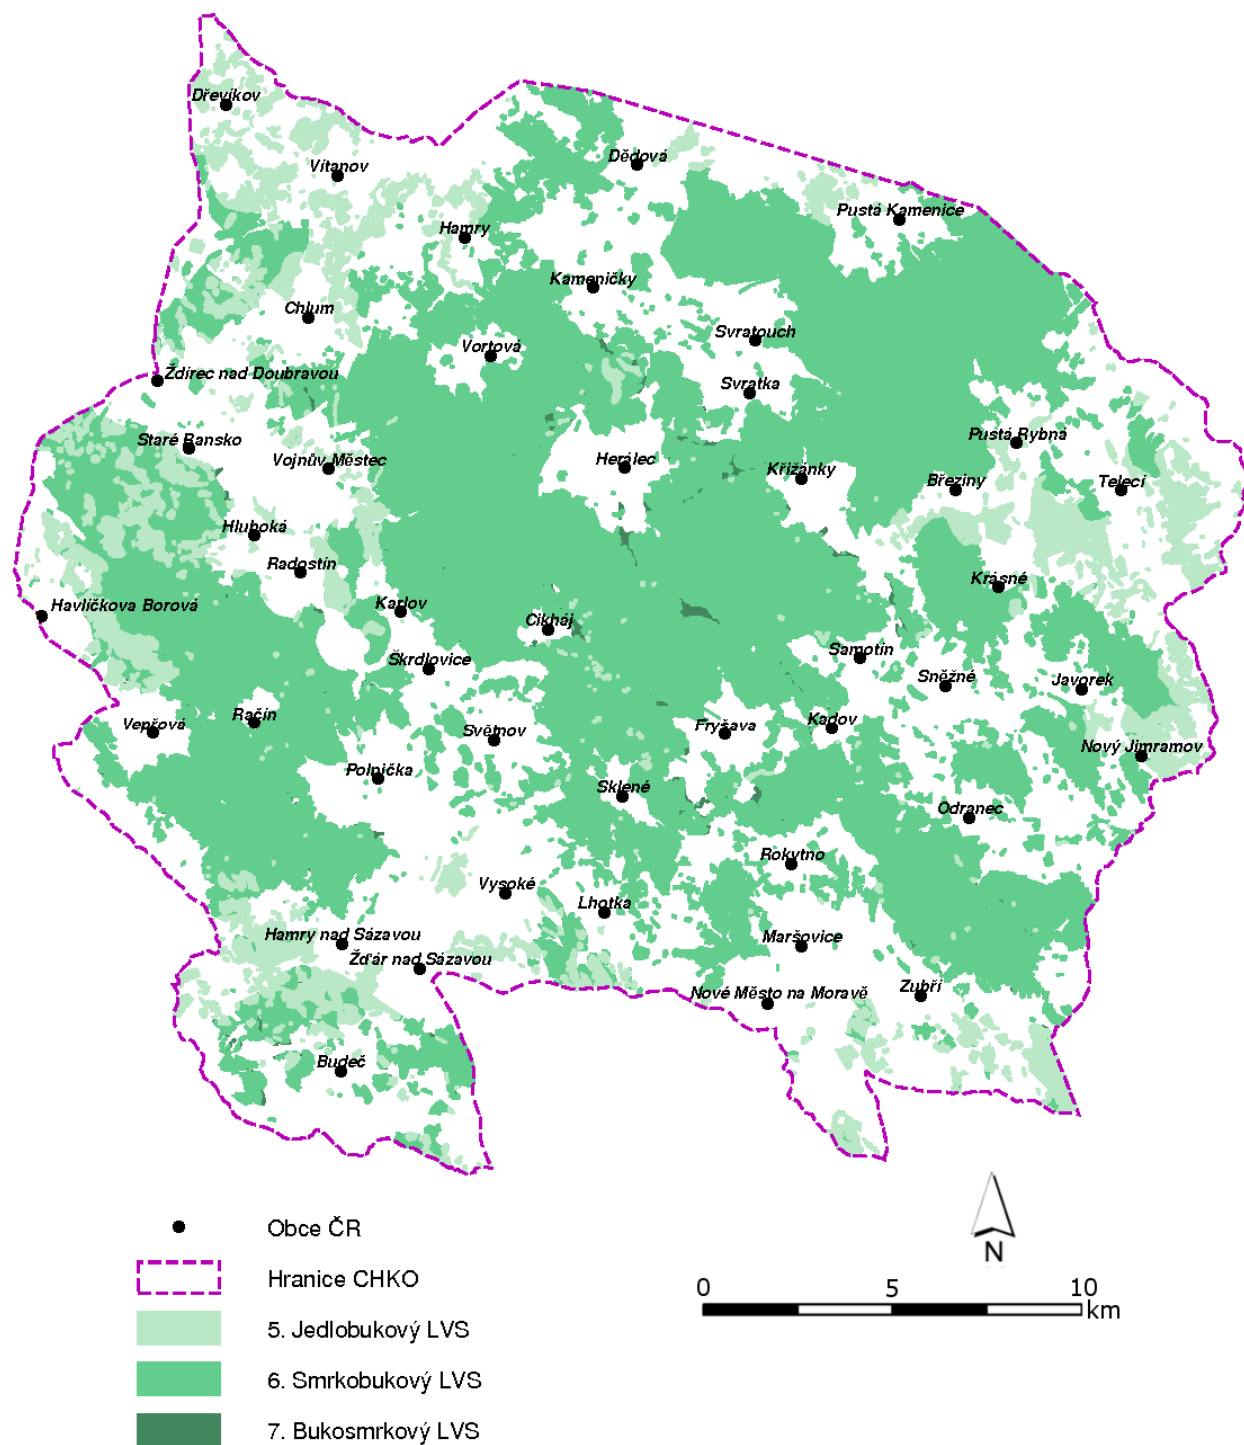 Dřevíkov
Vítanov
Dědová
Pustá Kamenice
Hamry
Kameničky
Chlum
Svratouch
Vortová
Ždírec nad Doubravou
Svratka
Staré Ransko
Pustá Rybná
Vojnův Městec
Herálec
Křižánky
Březiny
Telecí
Hluboká
Radostín
Krásné
Havlíčkova Borová
Karlov
Cikháj
Samotín
Škrdlovice
Sněžné
Javorek
Vepřová
Račín
Světnov
Fryšava
Kadov
Nový Jimramov
Polnička
Sklené
Odranec
Rokytno
Vysoké
Lhotka
Hamry nad Sázavou
Maršovice
Žďár nad Sázavou
Nové Město na Moravě
Zubří
Budeč
N
Obce ČR
Hranice CHKO
0 5 10
km
5. Jedlobukový LVS
6. Smrkobukový LVS
7. Bukosmrkový LVS